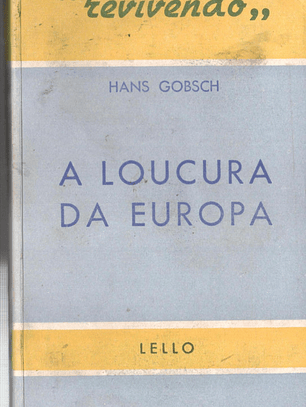 "revivendo„
HANS GOBSCH
A LOUCURA
DA EUROPA
LELLO